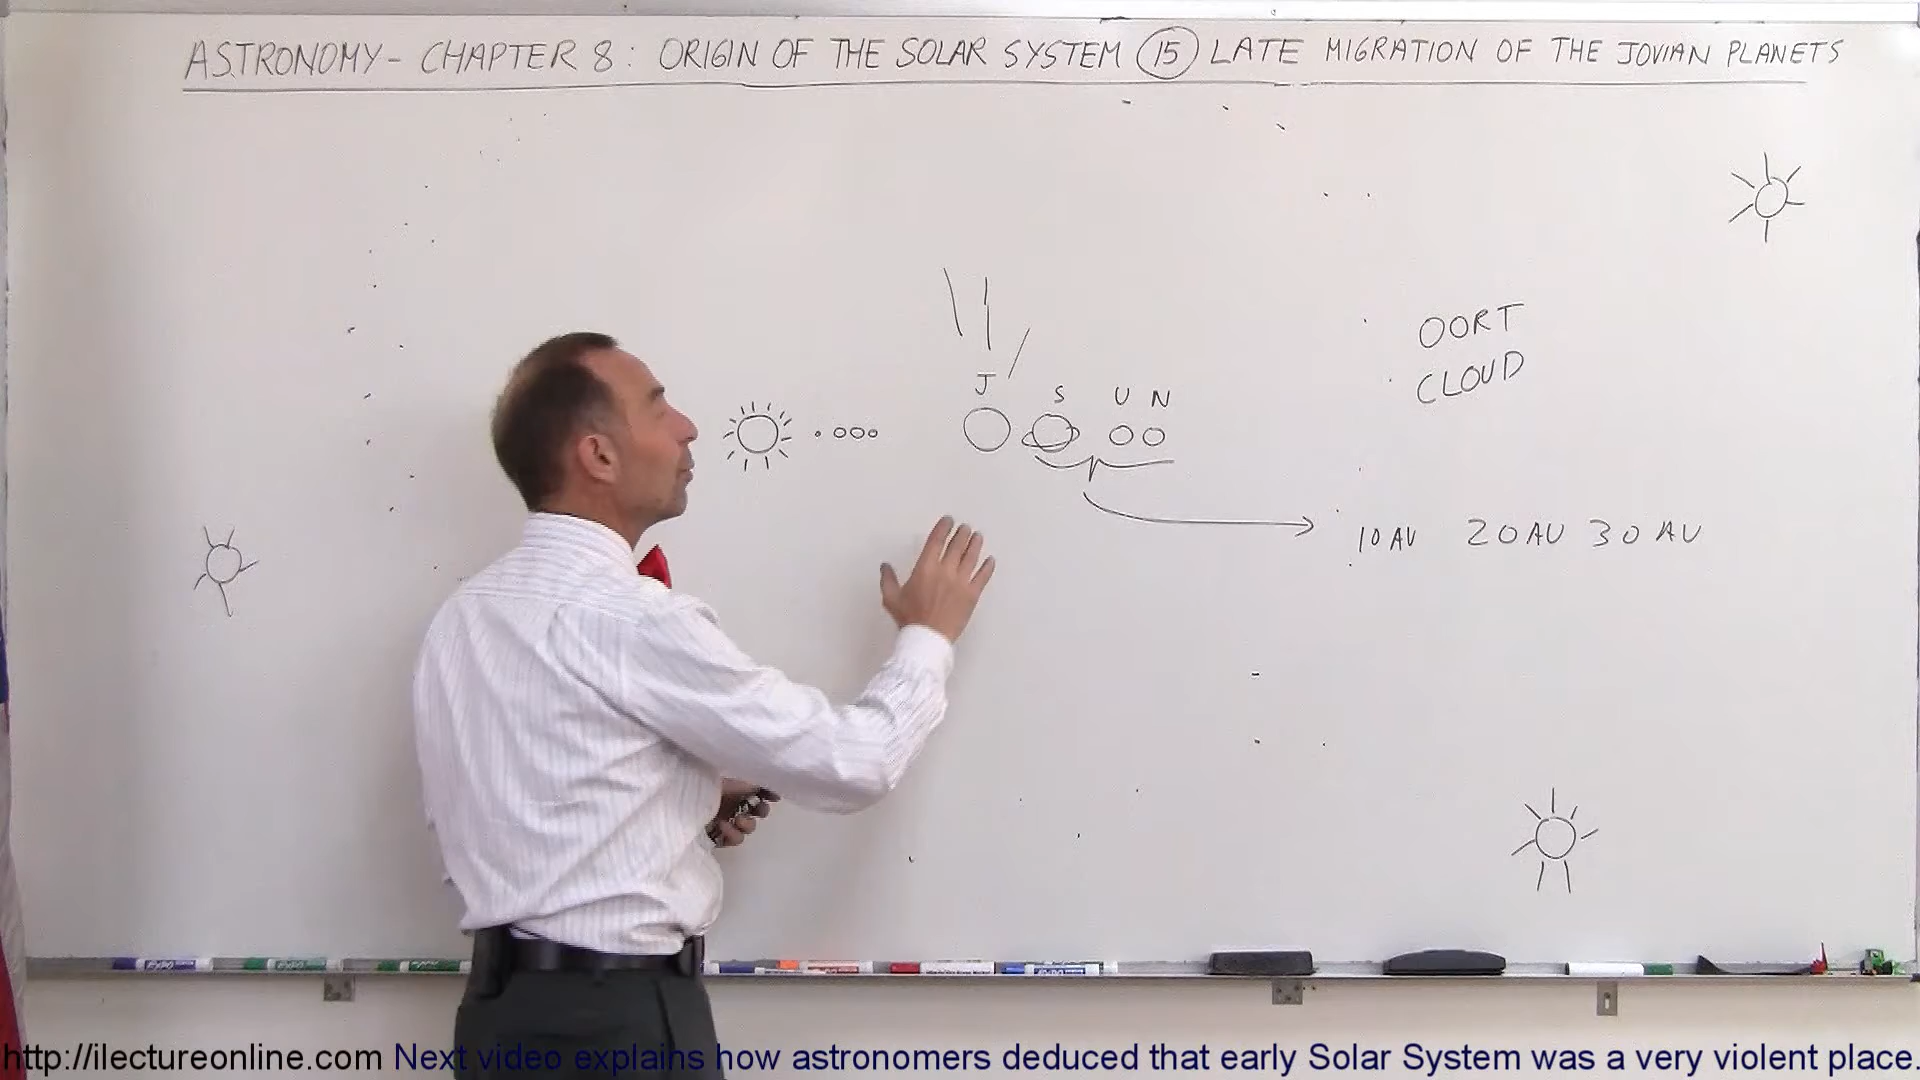 ASTRONOMY - CHAPTER 8 : ORIGIN OF THE SOLAR SYSTEM 15 LATE MIGRATION OF THE JOVIAN PLANETS
OORT
CLOUD
J S U N
10 AU 20 AU 30 AU
http://ilectureonline.com Next video explains how astronomers deduced that early Solar System was a very violent place.